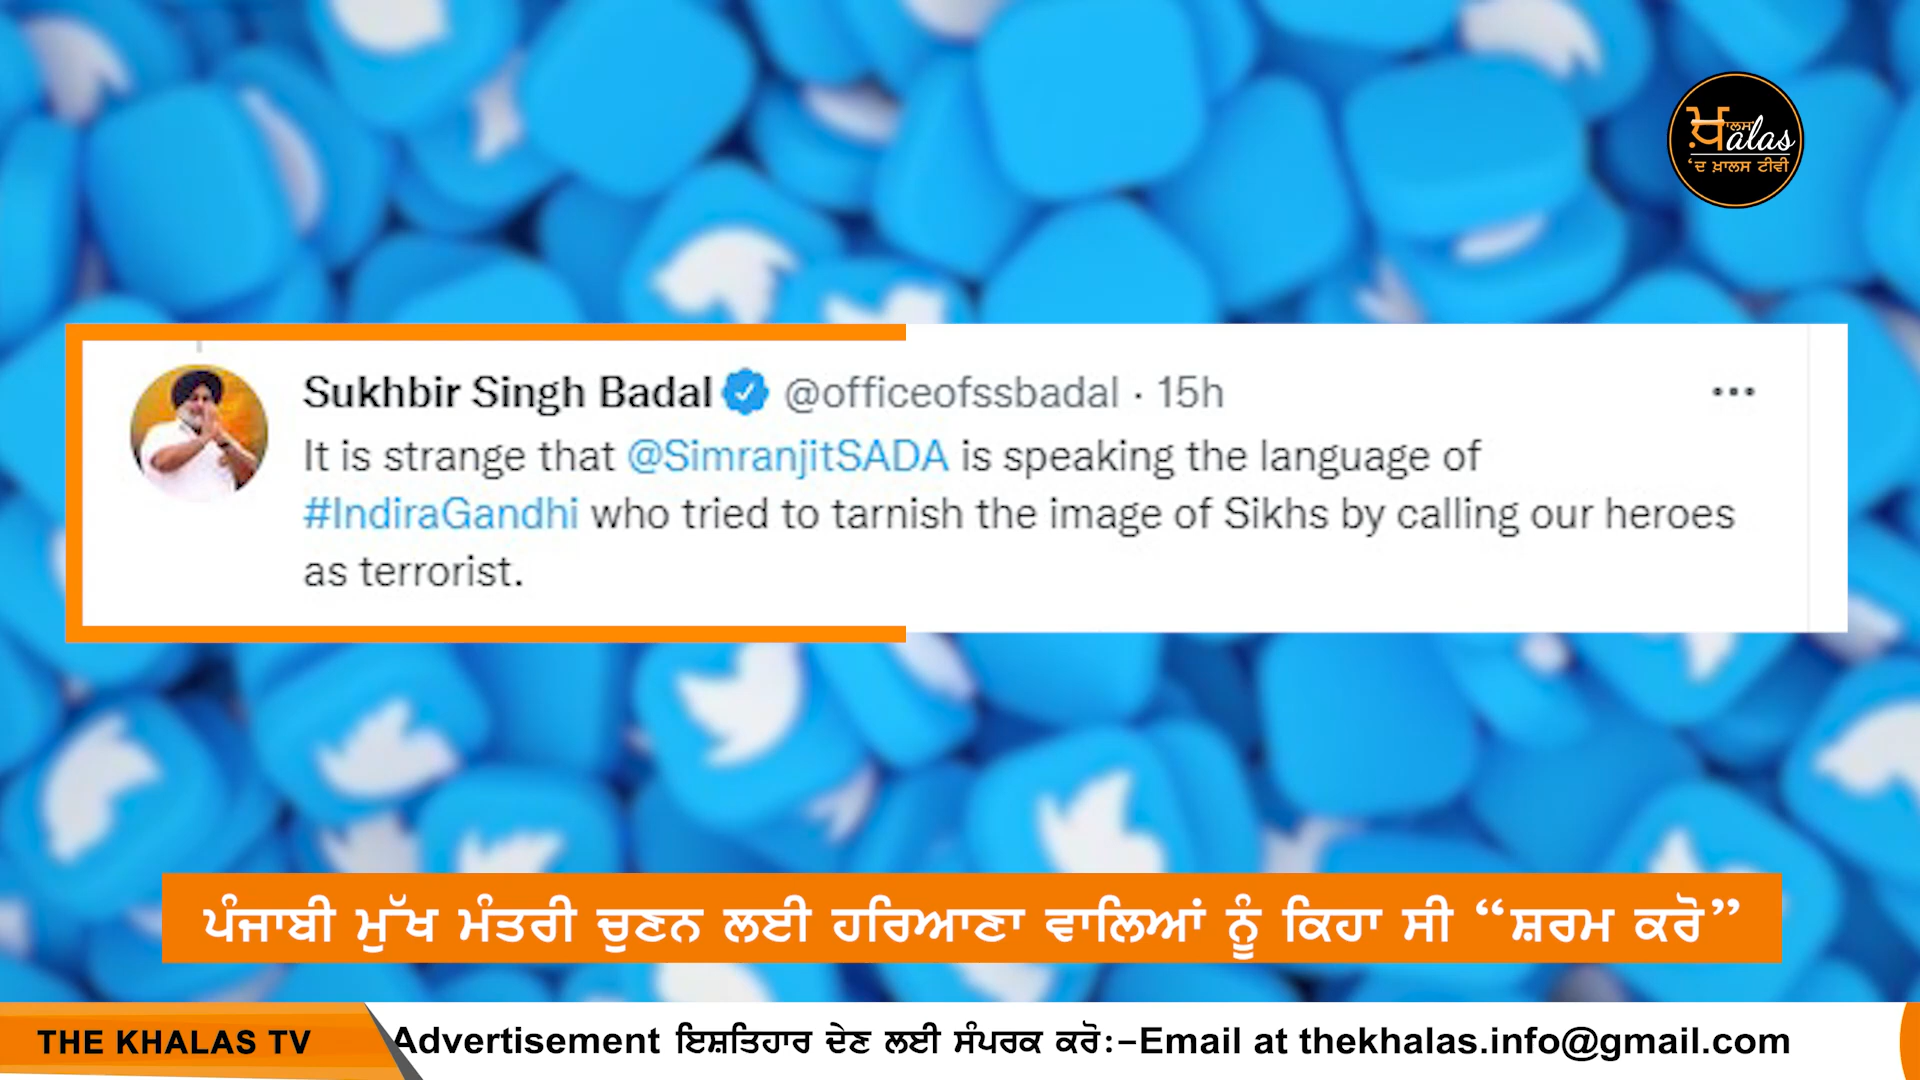 ਖ਼ਾਲਸ alas
'ਦ ਖ਼ਾਲਸ ਟੀਵੀ
Sukhbir Singh Badal @officeofssbadal · 15h
It is strange that @SimranjitSADA is speaking the language of
#IndiraGandhi who tried to tarnish the image of Sikhs by calling our heroes
as terrorist.
ਪੰਜਾਬੀ ਮੁੱਖ ਮੰਤਰੀ ਚੁਣਨ ਲਈ ਹਰਿਆਣਾ ਵਾਲਿਆਂ ਨੂੰ ਕਿਹਾ ਸੀ “ਸ਼ਰਮ ਕਰੋ”
THE KHALAS TV
Advertisement ਇਸ਼ਤਿਹਾਰ ਦੇਣ ਲਈ ਸੰਪਰਕ ਕਰੋ:-Email at thekhalas.info@gmail.com